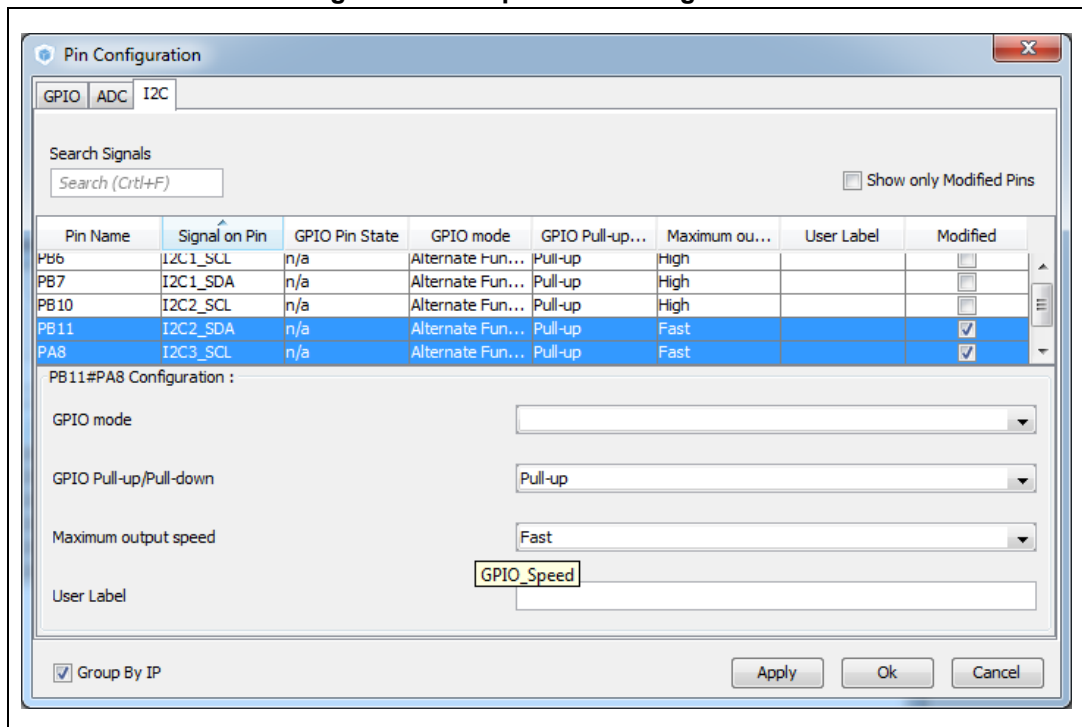 Pin Configuration
GPIO ADC I2C
Search Signals
Search (Crtl+F)
Show only Modified Pins
Pin Name Signal on Pin GPIO Pin State GPIO mode GPIO Pull-up... Maximum ou... User Label Modified
PB6 I2C1_SCL n/a Alternate Fun... Pull-up High
PB7 I2C1_SDA n/a Alternate Fun... Pull-up High
PB10 I2C2_SCL n/a Alternate Fun... Pull-up High
PB11 I2C2_SDA n/a Alternate Fun... Pull-up Fast
PA8 I2C3_SCL n/a Alternate Fun... Pull-up Fast
PB11#PA8 Configuration :
GPIO mode
GPIO Pull-up/Pull-down Pull-up
Maximum output speed Fast
GPIO_Speed
User Label
Group By IP Apply Ok Cancel